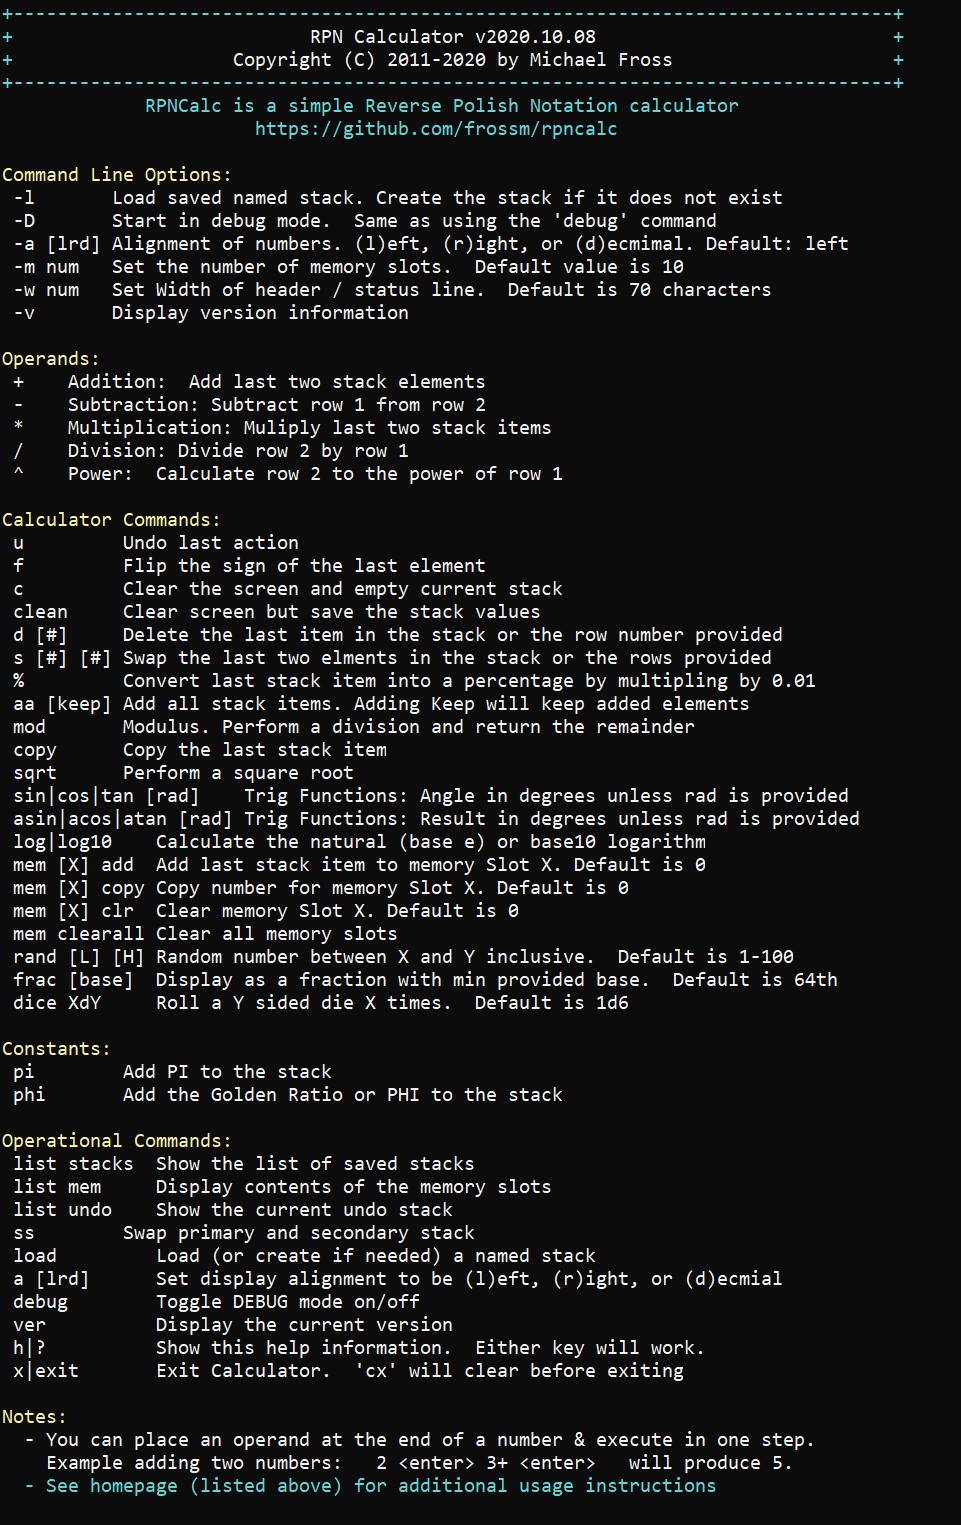 +--------------------------------------------------------------------------------+
+                           RPN Calculator v2020.10.08                           +
+                    Copyright (C) 2011-2020 by Michael Fross                    +
+--------------------------------------------------------------------------------+
             RPNCalc is a simple Reverse Polish Notation calculator
                       https://github.com/frossm/rpncalc

Command Line Options:
 -l       Load saved named stack. Create the stack if it does not exist
 -D       Start in debug mode.  Same as using the 'debug' command
 -a [lrd] Alignment of numbers. (l)eft, (r)ight, or (d)ecmimal. Default: left
 -m num   Set the number of memory slots.  Default value is 10
 -w num   Set Width of header / status line.  Default is 70 characters
 -v       Display version information

Operands:
 +    Addition:  Add last two stack elements
 -    Subtraction: Subtract row 1 from row 2
 *    Multiplication: Muliply last two stack items
 /    Division: Divide row 2 by row 1
 ^    Power:  Calculate row 2 to the power of row 1

Calculator Commands:
 u         Undo last action
 f         Flip the sign of the last element
 c         Clear the screen and empty current stack
 clean     Clear screen but save the stack values
 d [#]     Delete the last item in the stack or the row number provided
 s [#] [#] Swap the last two elments in the stack or the rows provided
 %         Convert last stack item into a percentage by multipling by 0.01
 aa [keep] Add all stack items. Adding Keep will keep added elements
 mod       Modulus. Perform a division and return the remainder
 copy      Copy the last stack item
 sqrt      Perform a square root
 sin|cos|tan [rad]    Trig Functions: Angle in degrees unless rad is provided
 asin|acos|atan [rad] Trig Functions: Result in degrees unless rad is provided
 log|log10    Calculate the natural (base e) or base10 logarithm
 mem [X] add  Add last stack item to memory Slot X. Default is 0
 mem [X] copy Copy number for memory Slot X. Default is 0
 mem [X] clr  Clear memory Slot X. Default is 0
 mem clearall Clear all memory slots
 rand [L] [H] Random number between X and Y inclusive.  Default is 1-100
 frac [base]  Display as a fraction with min provided base.  Default is 64th
 dice XdY     Roll a Y sided die X times.  Default is 1d6

Constants:
 pi        Add PI to the stack
 phi       Add the Golden Ratio or PHI to the stack

Operational Commands:
 list stacks  Show the list of saved stacks
 list mem     Display contents of the memory slots
 list undo    Show the current undo stack
 ss        Swap primary and secondary stack
 load         Load (or create if needed) a named stack
 a [lrd]      Set display alignment to be (l)eft, (r)ight, or (d)ecmial
 debug        Toggle DEBUG mode on/off
 ver          Display the current version
 h|?          Show this help information.  Either key will work.
 x|exit       Exit Calculator.  'cx' will clear before exiting

Notes:
  - You can place an operand at the end of a number & execute in one step.
    Example adding two numbers:   2 <enter> 3+ <enter>   will produce 5.
  - See homepage (listed above) for additional usage instructions